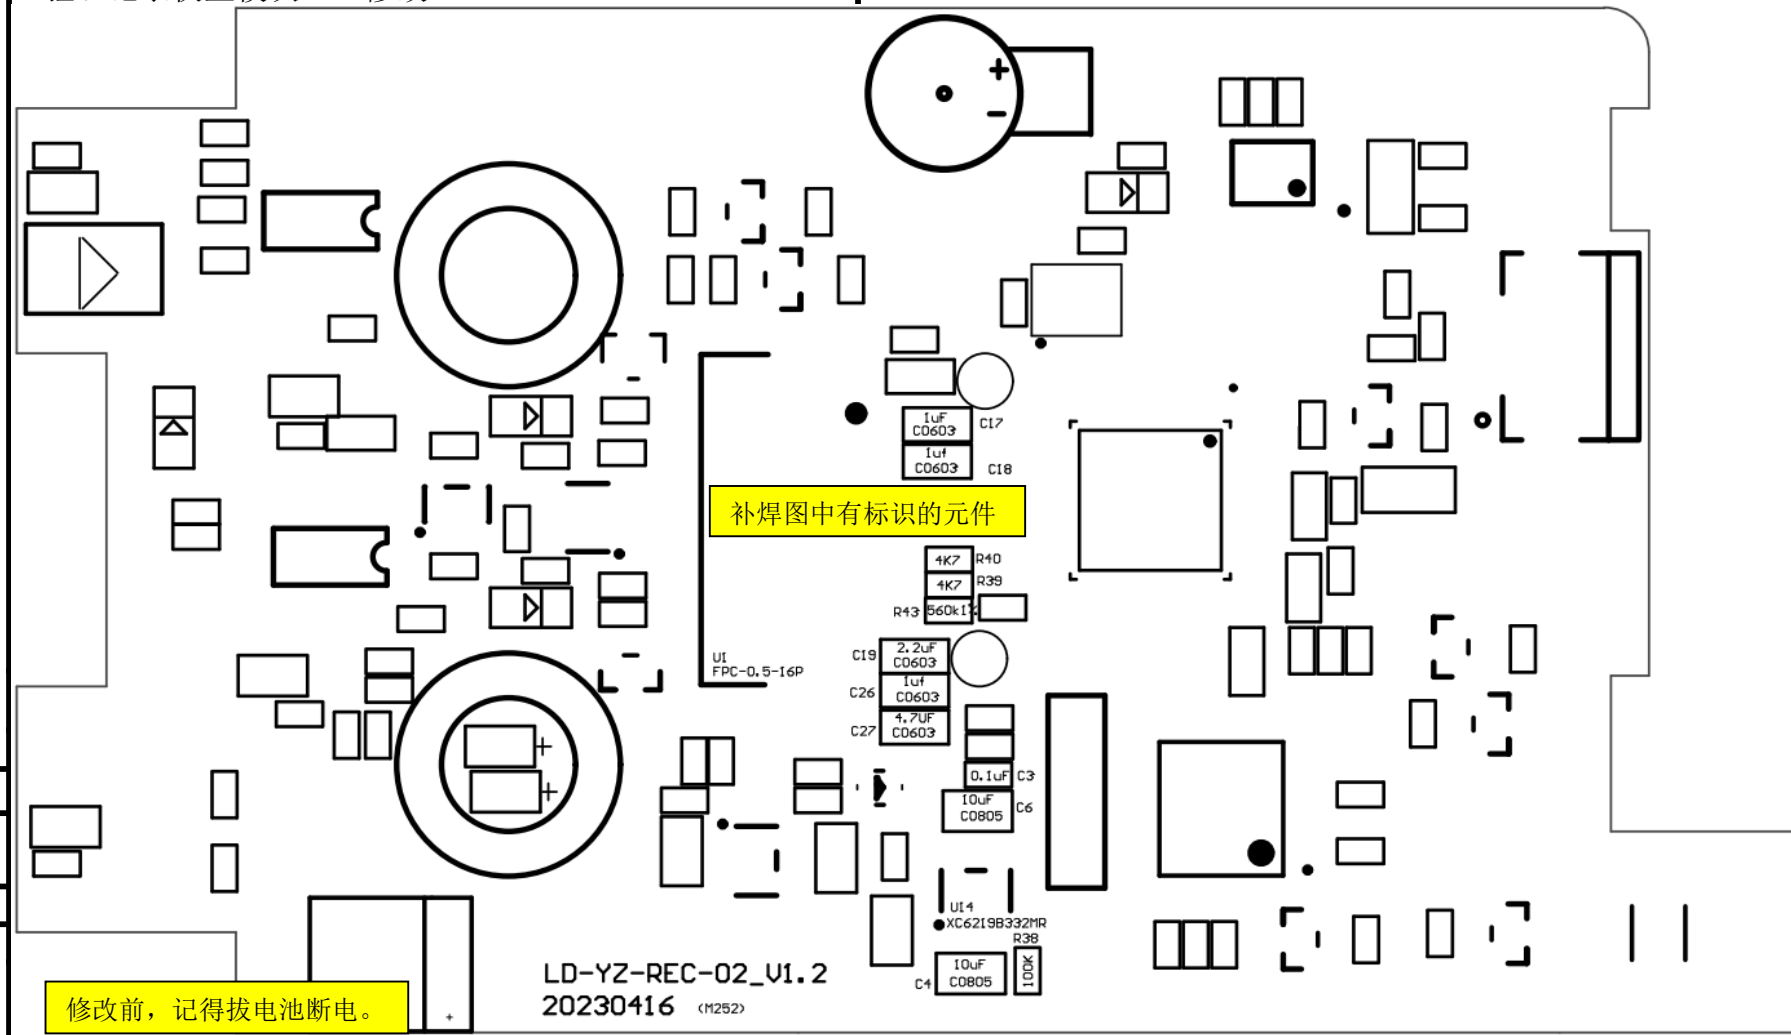 1uF
C0603
C17
1uf
C0603
C18
补焊图中有标识的元件
4K7
R40
4K7
R39
R43
560k1%
U1
FPC-0.5-16P
C19
2.2uF
C0603
C26
1uf
C0603
C27
4.7UF
C0603
0.1uF
C3
10uF
C0805
C6
U14
XC6219B332MR
R38
100K
C4
10uF
C0805
LD-YZ-REC-02_V1.2
20230416 (M252)
修改前，记得拔电池断电。